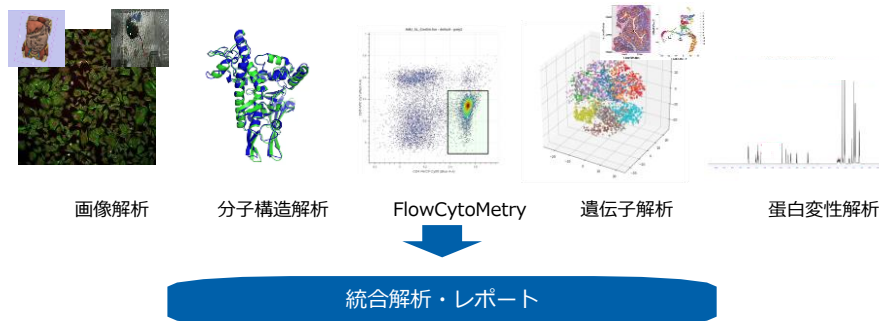 画像解析
分子構造解析
FlowCytoMetry
遺伝子解析
蛋白変性解析
統合解析・レポート